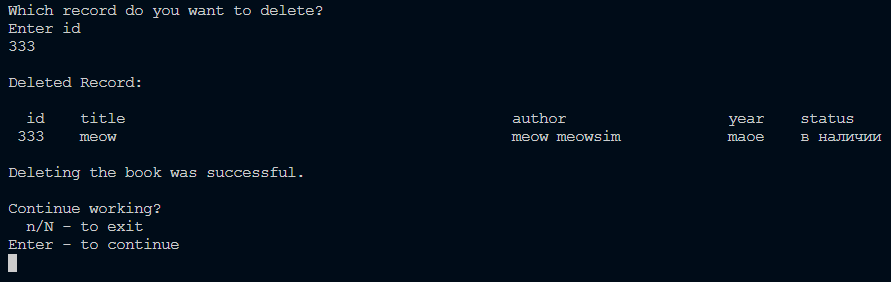 Which record do you want to delete?
Enter id
333
Deleted Record:
id title author year status
333 meow meow meowsim maoe в наличии
Deleting the book was successful.
Continue working?
n/N - to exit
Enter - to continue